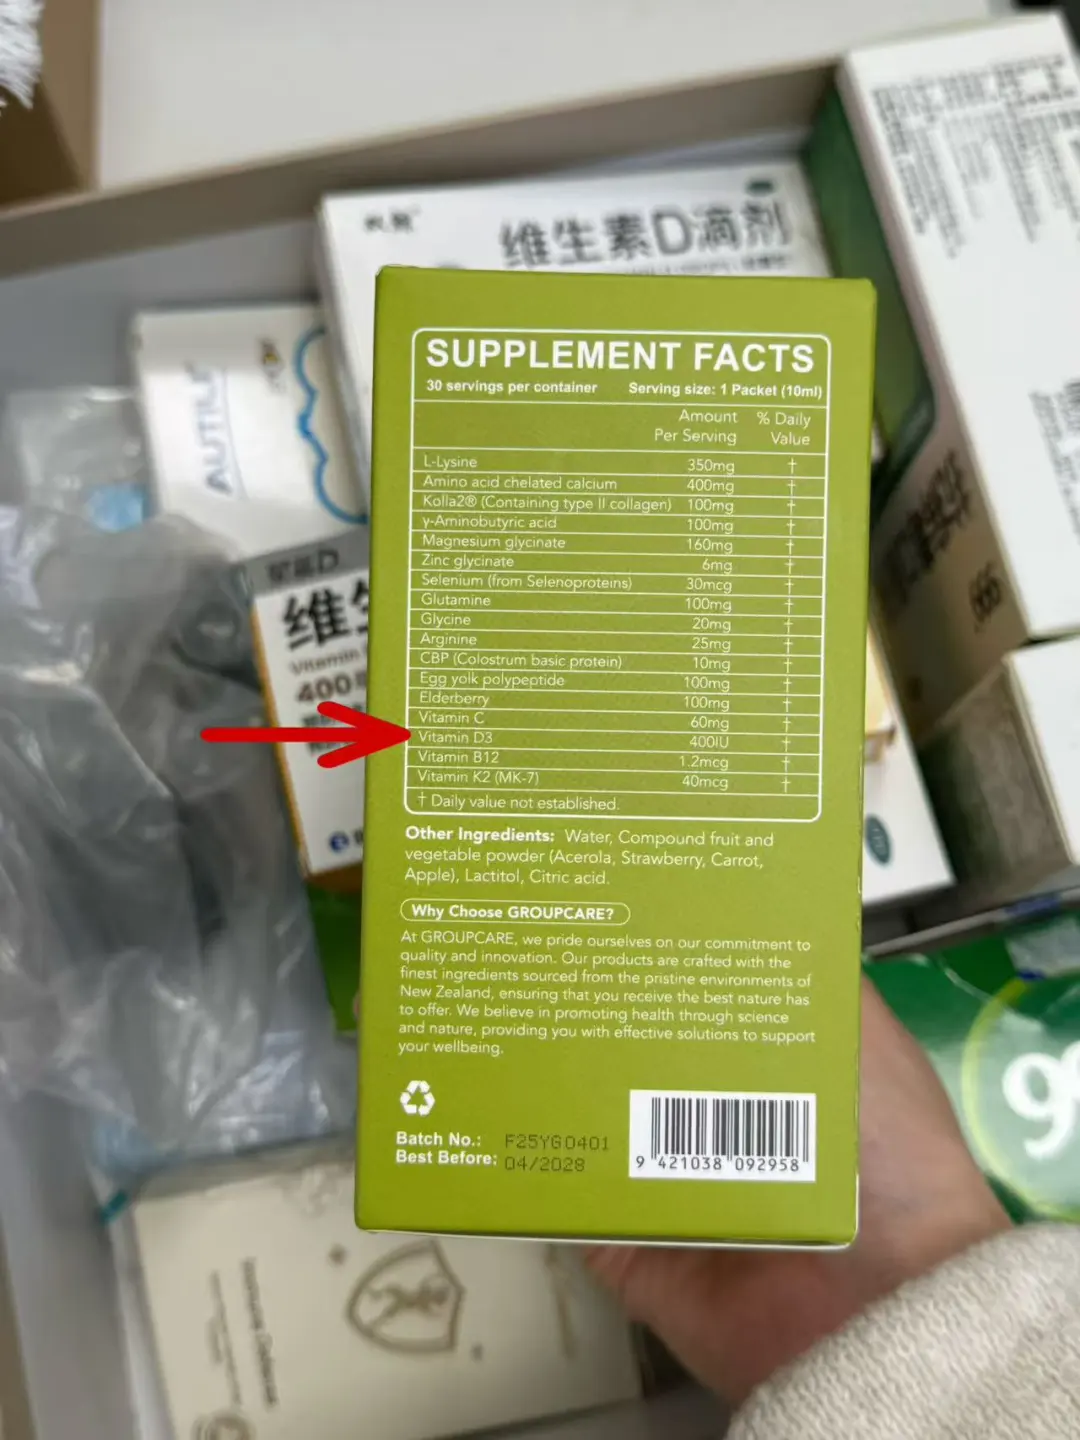 维生素D滴剂
AUTILI
维生
Vitamin
400
999
SUPPLEMENT FACTS
30 servings per container Serving size: 1 Packet (10ml)
Amount Per Serving % Daily Value
L-Lysine 350mg †
Amino acid chelated calcium 400mg †
Kolla2® (Containing type II collagen) 100mg †
γ-Aminobutyric acid 100mg †
Magnesium glycinate 160mg †
Zinc glycinate 6mg †
Selenium (from Selenoproteins) 30mcg †
Glutamine 100mg †
Glycine 20mg †
Arginine 25mg †
CBP (Colostrum basic protein) 10mg †
Egg yolk polypeptide 100mg †
Elderberry 100mg †
Vitamin C 60mg †
Vitamin D3 400IU †
Vitamin B12 1.2mcg †
Vitamin K2 (MK-7) 40mcg †
† Daily value not established.
Other Ingredients: Water, Compound fruit and
vegetable powder (Acerola, Strawberry, Carrot,
Apple), Lactitol, Citric acid.
Why Choose GROUPCARE?
At GROUPCARE, we pride ourselves on our commitment to
quality and innovation. Our products are crafted with the
finest ingredients sourced from the pristine environments of
New Zealand, ensuring that you receive the best nature has
to offer. We believe in promoting health through science
and nature, providing you with effective solutions to support
your wellbeing.
Batch No.: F25YG0401
Best Before: 04/2028
9 421038 092958